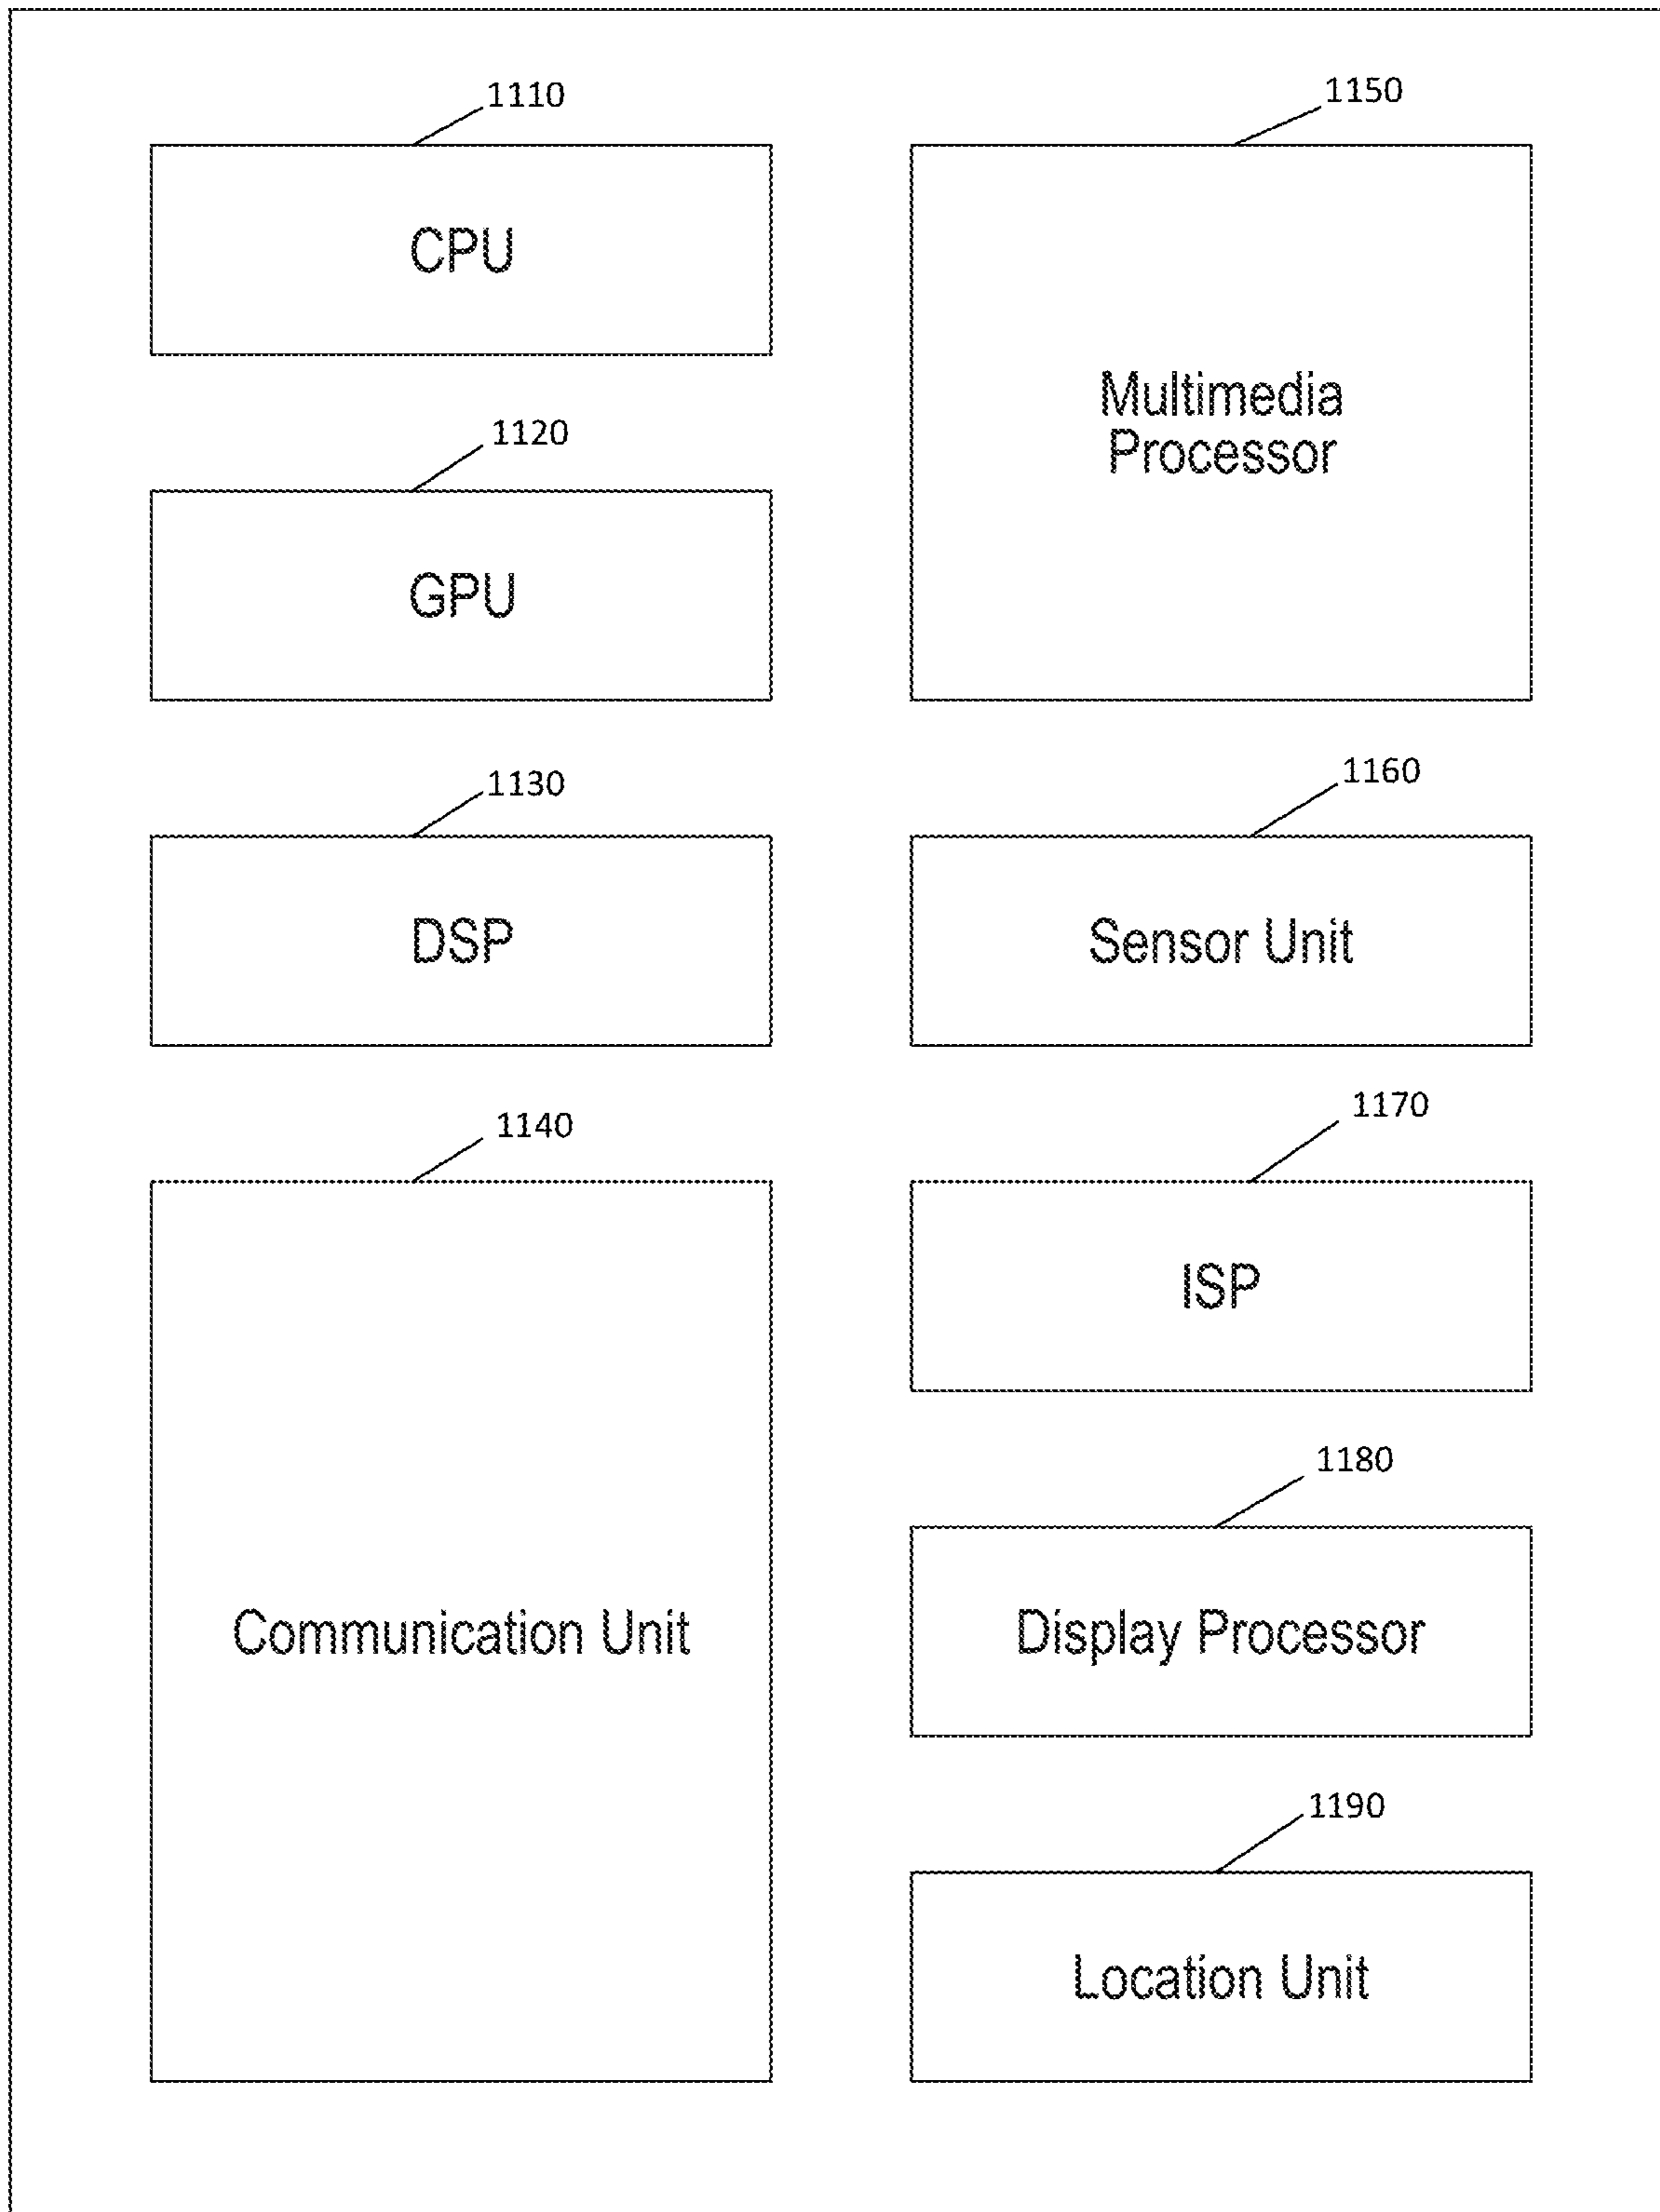 1110
CPU
1120
GPU
1130
DSP
1140
Communication Unit
1150
Multimedia
Processor
1160
Sensor Unit
1170
ISP
1180
Display Processor
1190
Location Unit